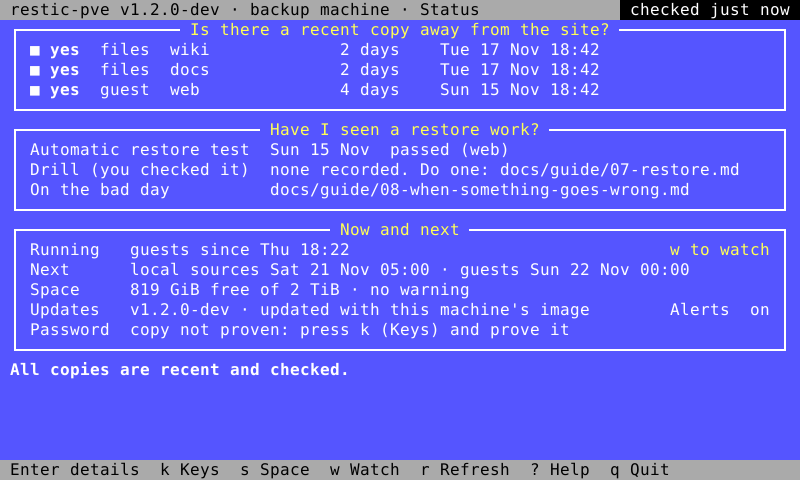 restic-pve v1.2.0-dev · backup machine · Status checked just now
Is there a recent copy away from the site?
■ yes files wiki 2 days Tue 17 Nov 18:42
■ yes files docs 2 days Tue 17 Nov 18:42
■ yes guest web 4 days Sun 15 Nov 18:42
Have I seen a restore work?
Automatic restore test Sun 15 Nov passed (web)
Drill (you checked it) none recorded. Do one: docs/guide/07-restore.md
On the bad day docs/guide/08-when-something-goes-wrong.md
Now and next
Running guests since Thu 18:22 w to watch
Next local sources Sat 21 Nov 05:00 · guests Sun 22 Nov 00:00
Space 819 GiB free of 2 TiB · no warning
Updates v1.2.0-dev · updated with this machine's image Alerts on
Password copy not proven: press k (Keys) and prove it
All copies are recent and checked.
Enter details k Keys s Space w Watch r Refresh ? Help q Quit